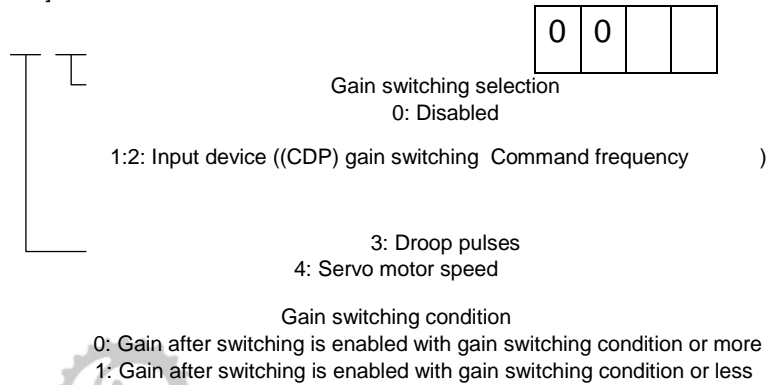 0 0
Gain switching selection
0: Disabled
1:2: Input device ((CDP) gain switching Command frequency )
3: Droop pulses
4: Servo motor speed
Gain switching condition
0: Gain after switching is enabled with gain switching condition or more
1: Gain after switching is enabled with gain switching condition or less